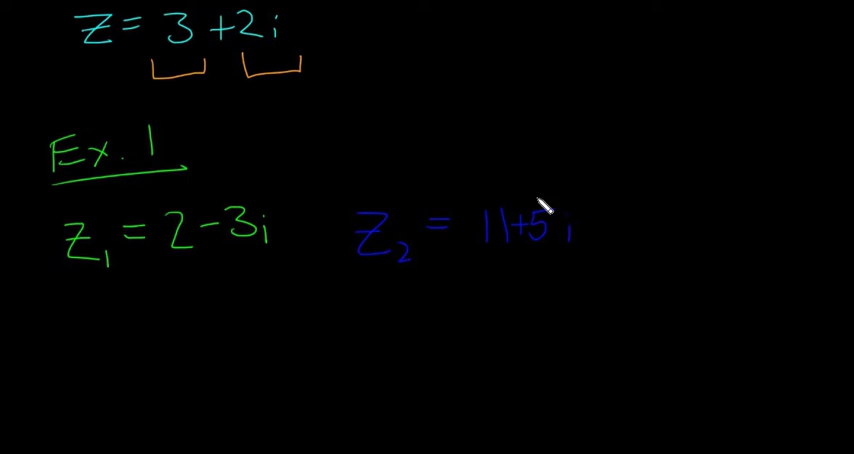 z = 3 + 2i
Ex. 1
z₁ = 2 - 3i z₂ = 11 + 5i